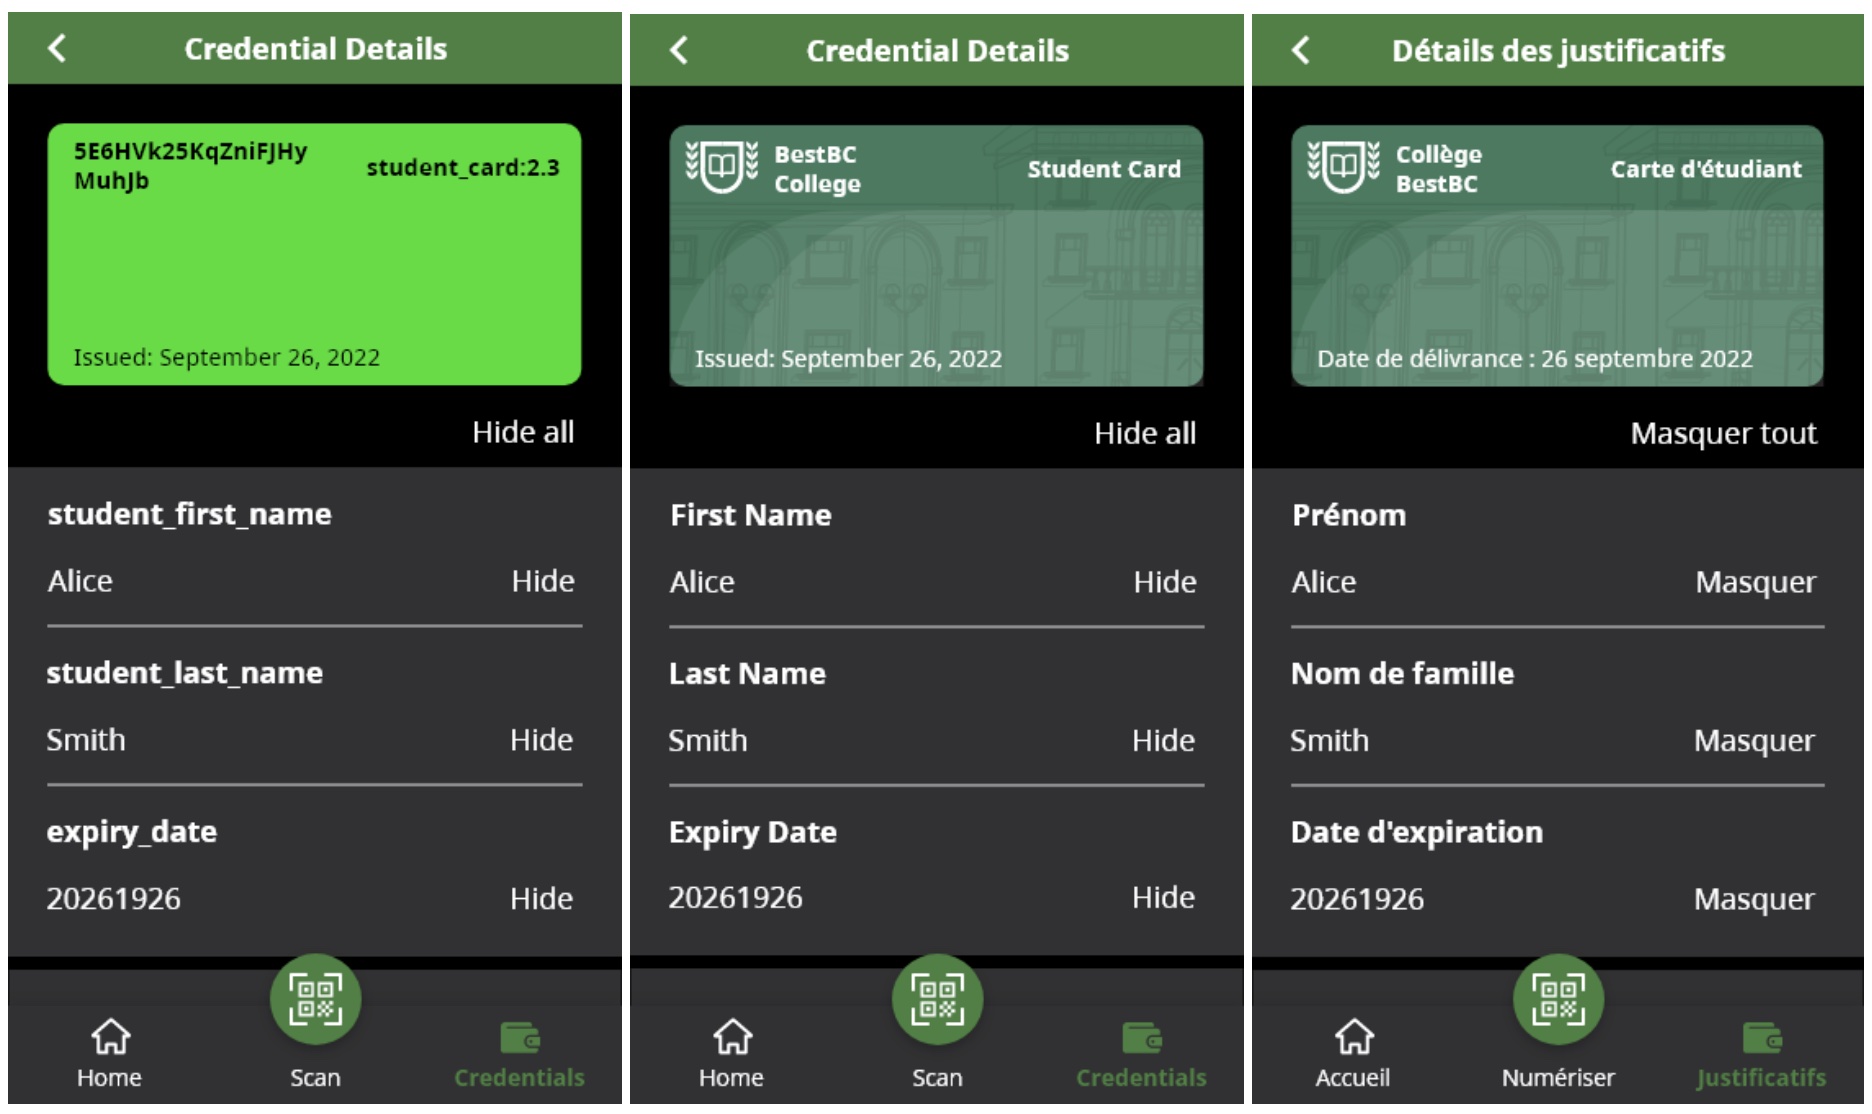 Credential Details
5E6HVk25KqZniFJHy
MuhJb
student_card:2.3
Issued: September 26, 2022
Hide all
student_first_name
Alice Hide
student_last_name
Smith Hide
expiry_date
20261926 Hide
Home Scan Credentials
Credential Details
BestBC
College
Student Card
Issued: September 26, 2022
Hide all
First Name
Alice Hide
Last Name
Smith Hide
Expiry Date
20261926 Hide
Home Scan Credentials
Détails des justificatifs
Collège
BestBC
Carte d'étudiant
Date de délivrance : 26 septembre 2022
Masquer tout
Prénom
Alice Masquer
Nom de famille
Smith Masquer
Date d'expiration
20261926 Masquer
Accueil Numériser Justificatifs